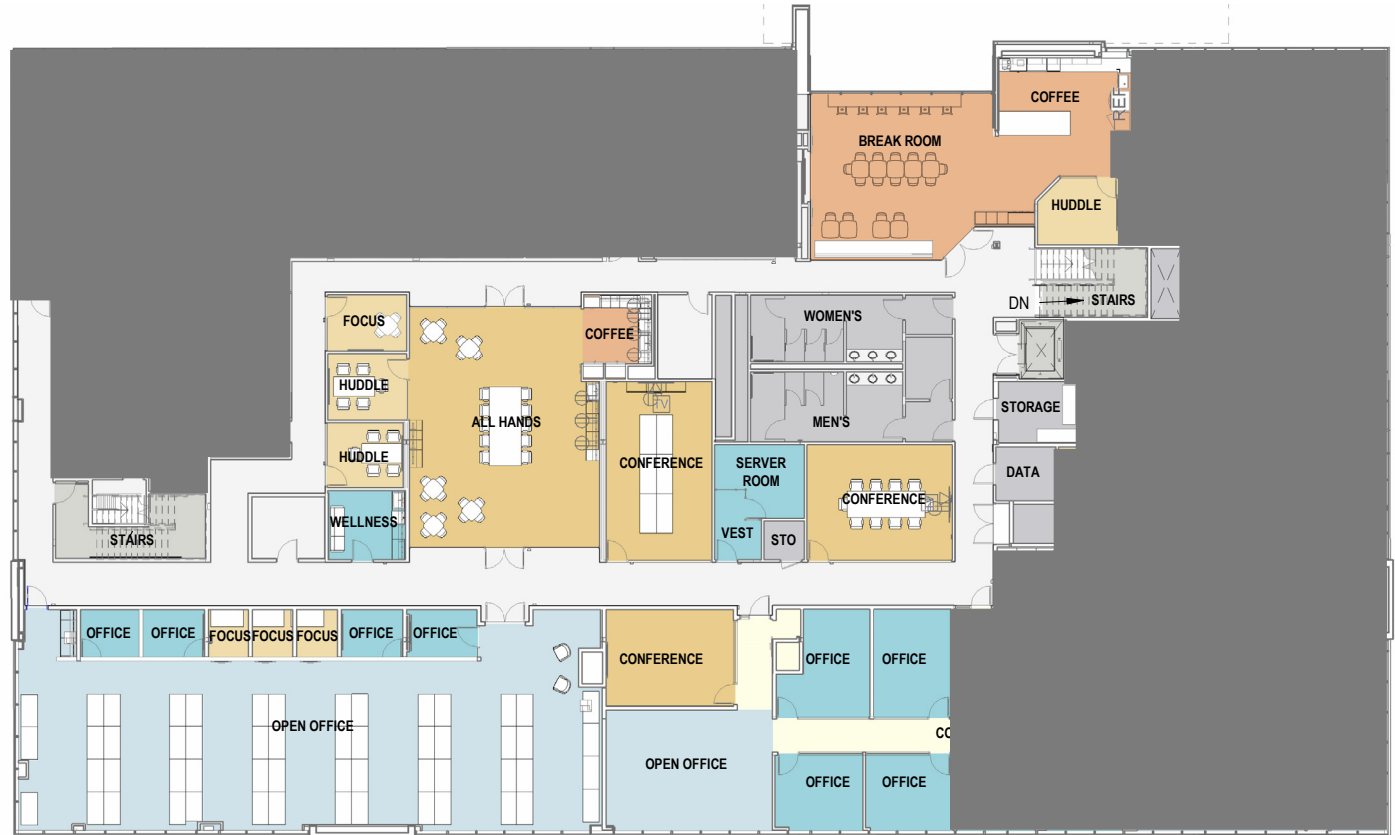 COFFEE
REF
BREAK ROOM
HUDDLE
DN
STAIRS
FOCUS
WOMEN'S
COFFEE
HUDDLE
STORAGE
ALL HANDS
MEN'S
HUDDLE
CONFERENCE
SERVER
ROOM
DATA
CONFERENCE
WELLNESS
VEST
STO
STAIRS
OFFICE
OFFICE
FOCUS
FOCUS
FOCUS
OFFICE
OFFICE
CONFERENCE
OFFICE
OFFICE
OPEN OFFICE
OPEN OFFICE
OFFICE
OFFICE